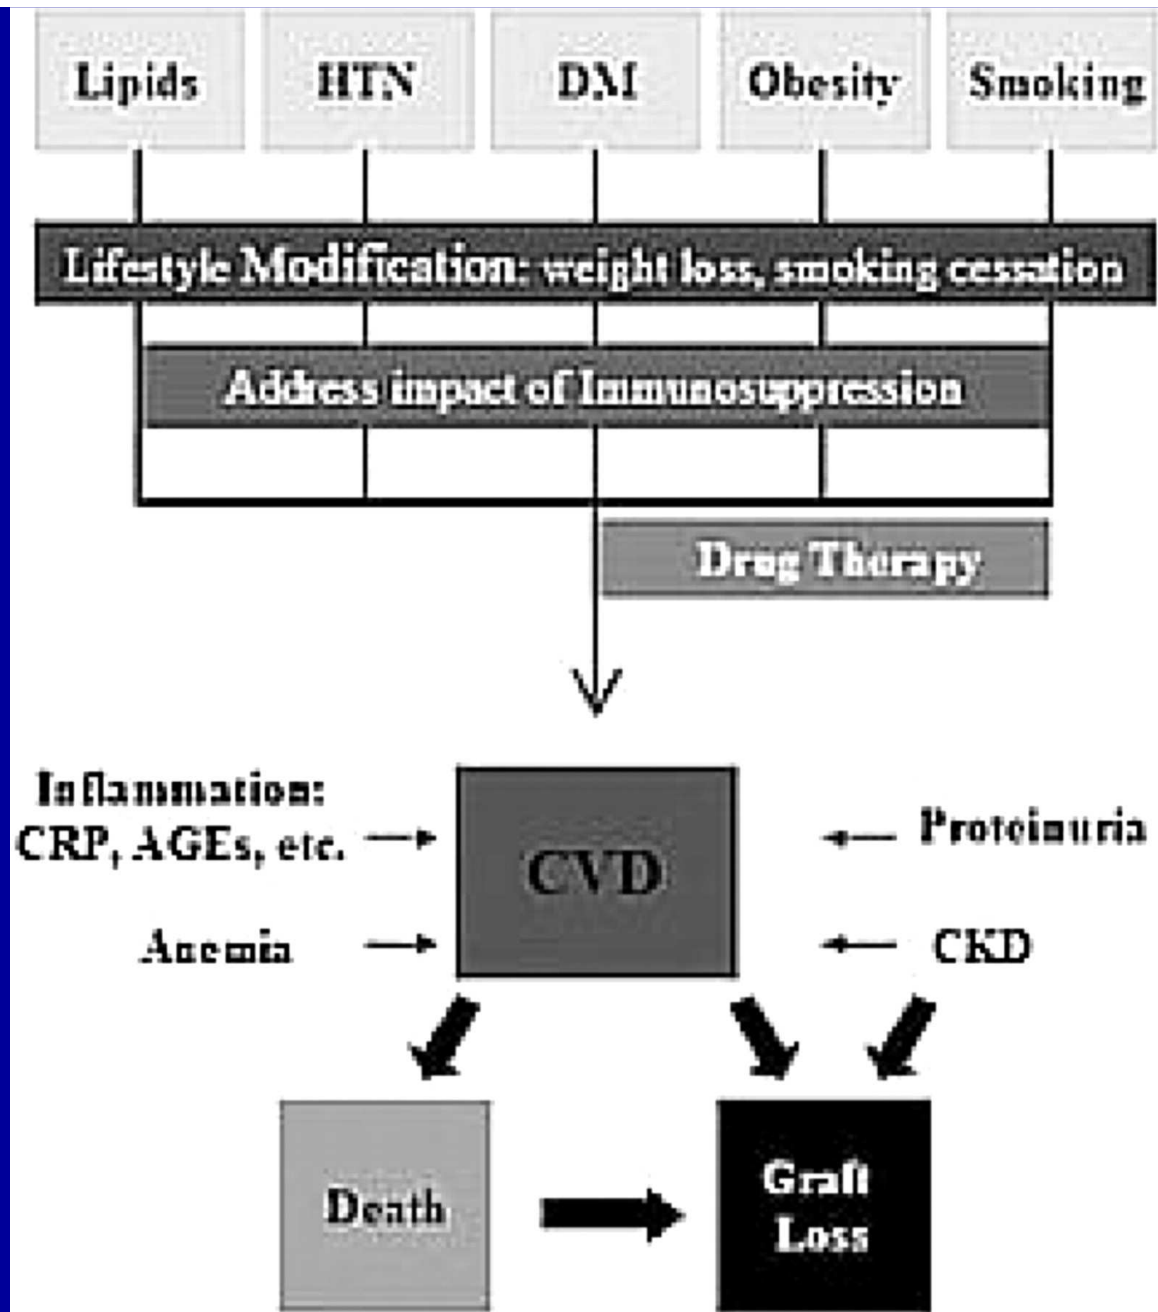 Lipids HTN DM Obesity Smoking
Lifestyle Modification: weight loss, smoking cessation
Address impact of Immunosuppression
Drug Therapy
Inflammation:
CRP, AGEs, etc.
Proteinuria
CVD
Anemia
CKD
Death
Graft
Loss